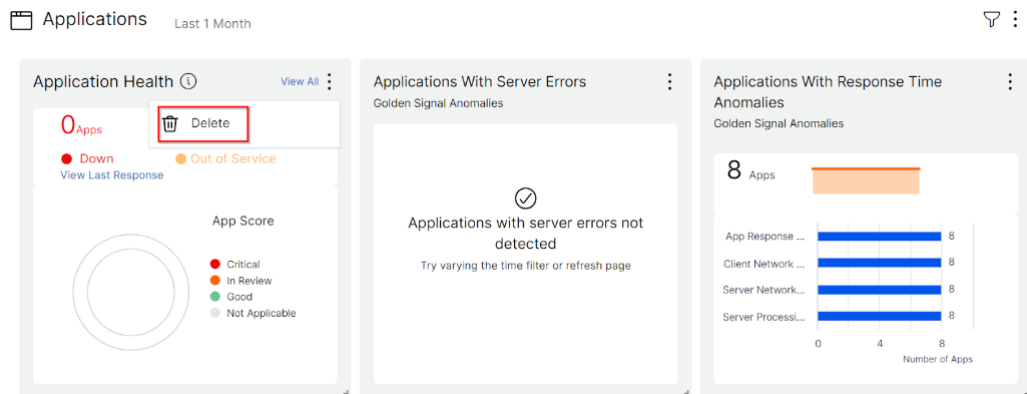 Applications
Last 1 Month
Application Health
View All
Delete
0 Apps
Down
Out of Service
View Last Response
App Score
Critical
In Review
Good
Not Applicable
Applications With Server Errors
Golden Signal Anomalies
Applications with server errors not
detected
Try varying the time filter or refresh page
Applications With Response Time
Anomalies
Golden Signal Anomalies
8 Apps
App Response ... 8
Client Network ... 8
Server Network... 8
Server Processi... 8
0 4 8
Number of Apps